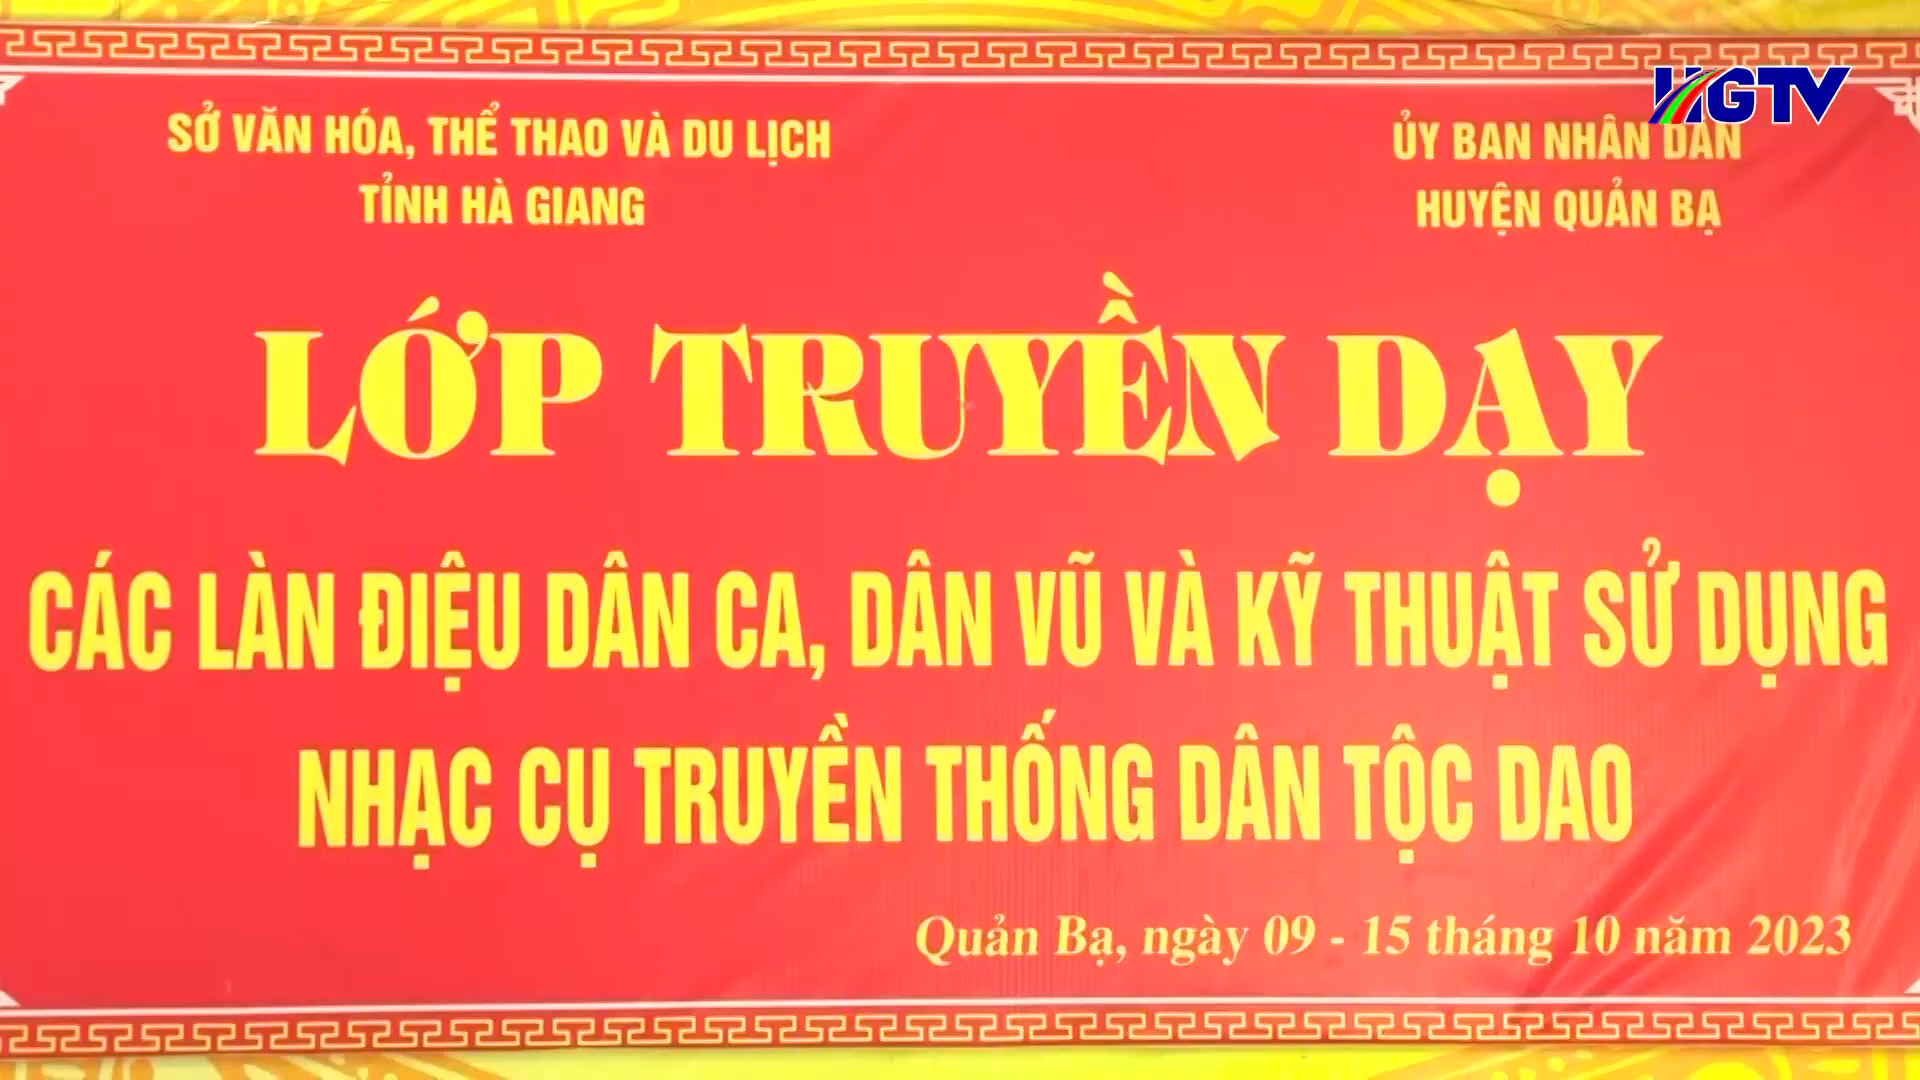 HGTV
SỞ VĂN HÓA, THỂ THAO VÀ DU LỊCH
TỈNH HÀ GIANG
ỦY BAN NHÂN DÂN
HUYỆN QUẢN BẠ
LỚP TRUYỀN DẠY
CÁC LÀN ĐIỆU DÂN CA, DÂN VŨ VÀ KỸ THUẬT SỬ DỤNG
NHẠC CỤ TRUYỀN THỐNG DÂN TỘC DAO
Quản Bạ, ngày 09 - 15 tháng 10 năm 2023